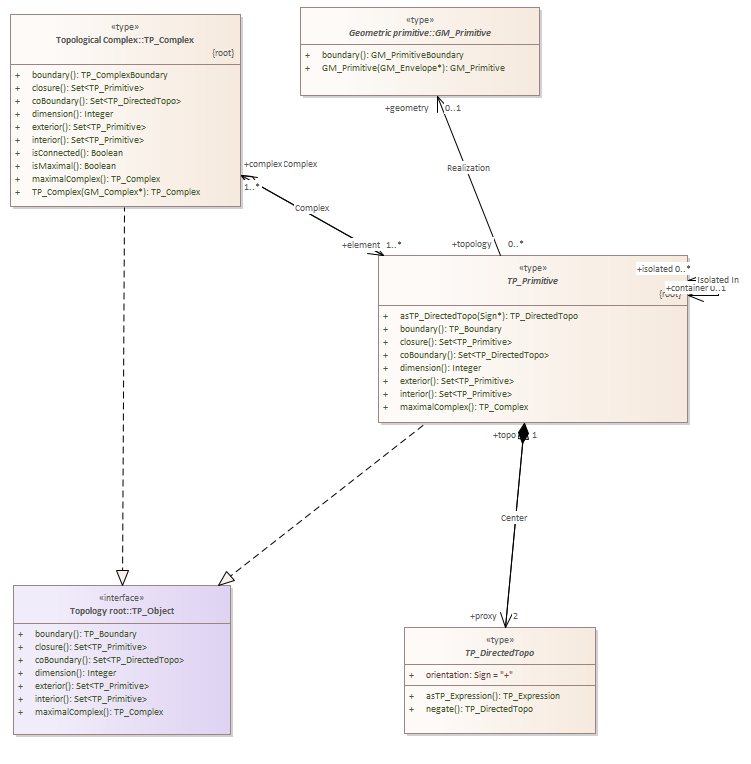 «type»
Topological Complex::TP_Complex
{root}
+ boundary(): TP_ComplexBoundary
+ closure(): Set<TP_Primitive>
+ coBoundary(): Set<TP_DirectedTopo>
+ dimension(): Integer
+ exterior(): Set<TP_Primitive>
+ interior(): Set<TP_Primitive>
+ isConnected(): Boolean
+ isMaximal(): Boolean
+ maximalComplex(): TP_Complex
+ TP_Complex(GM_Complex*): TP_Complex
«type»
Geometric primitive::GM_Primitive
+ boundary(): GM_PrimitiveBoundary
+ GM_Primitive(GM_Envelope*): GM_Primitive
+geometry 0..1
Realization
+topology 0..*
+complex Complex
1..*
Complex
+element 1..*
«type»
TP_Primitive
{root}
+isolated 0..*
Isolated In
+container 0..1
+ asTP_DirectedTopo(Sign*): TP_DirectedTopo
+ boundary(): TP_Boundary
+ closure(): Set<TP_Primitive>
+ coBoundary(): Set<TP_DirectedTopo>
+ dimension(): Integer
+ exterior(): Set<TP_Primitive>
+ interior(): Set<TP_Primitive>
+ maximalComplex(): TP_Complex
+topo 1
Center
+proxy 2
«interface»
Topology root::TP_Object
+ boundary(): TP_Boundary
+ closure(): Set<TP_Primitive>
+ coBoundary(): Set<TP_DirectedTopo>
+ dimension(): Integer
+ exterior(): Set<TP_Primitive>
+ interior(): Set<TP_Primitive>
+ maximalComplex(): TP_Complex
«type»
TP_DirectedTopo
+ orientation: Sign = "+"
+ asTP_Expression(): TP_Expression
+ negate(): TP_DirectedTopo